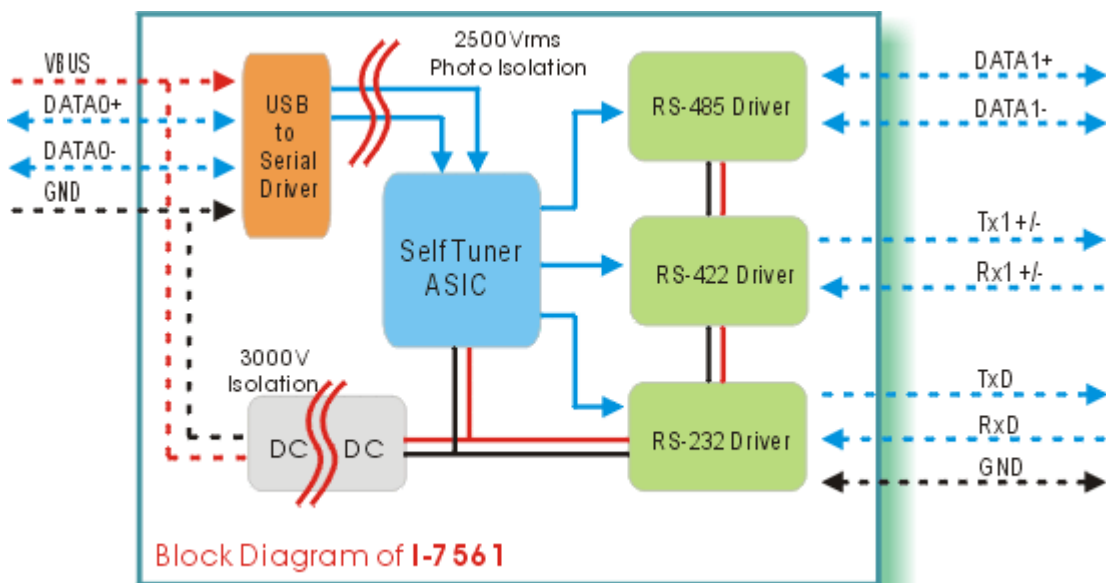 VBUS
DATA0+
DATA0-
GND
USB
to
Serial
Driver
2500Vrms
Photo Isolation
Self Tuner
ASIC
3000V
Isolation
DC DC
RS-485 Driver
RS-422 Driver
RS-232 Driver
DATA1+
DATA1-
Tx1 +/-
Rx1 +/-
TxD
RxD
GND
Block Diagram of I-7561